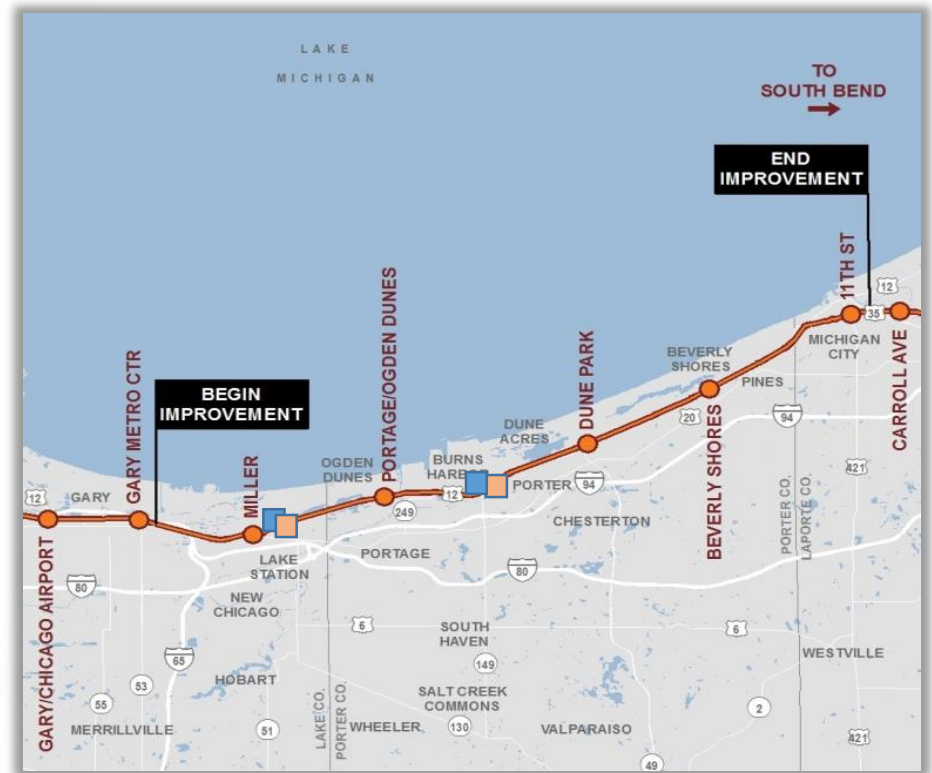 LAKE
MICHIGAN
TO
SOUTH BEND
END
IMPROVEMENT
11TH ST
12
35
MICHIGAN
CITY
CARROLL AVE
BEVERLY
SHORES
PINES
20
94
BEVERLY SHORES
DUNE PARK
DUNE
ACRES
PORTAGE/OGDEN DUNES
BEGIN
IMPROVEMENT
GARY METRO CTR
MILLER
OGDEN
DUNES
BURNS
HARBOR
12
PORTER
94
249
12
GARY
GARY/CHICAGO AIRPORT
CHESTERTON
PORTER CO.
LAPORTE CO.
421
LAKE
STATION
PORTAGE
80
80
NEW
CHICAGO
6
SOUTH
HAVEN
6
149
WESTVILLE
65
HOBART
53
55
MERRILLVILLE
51
LAKE CO.
PORTER CO.
WHEELER
SALT CREEK
COMMONS
130
VALPARAISO
2
49
421